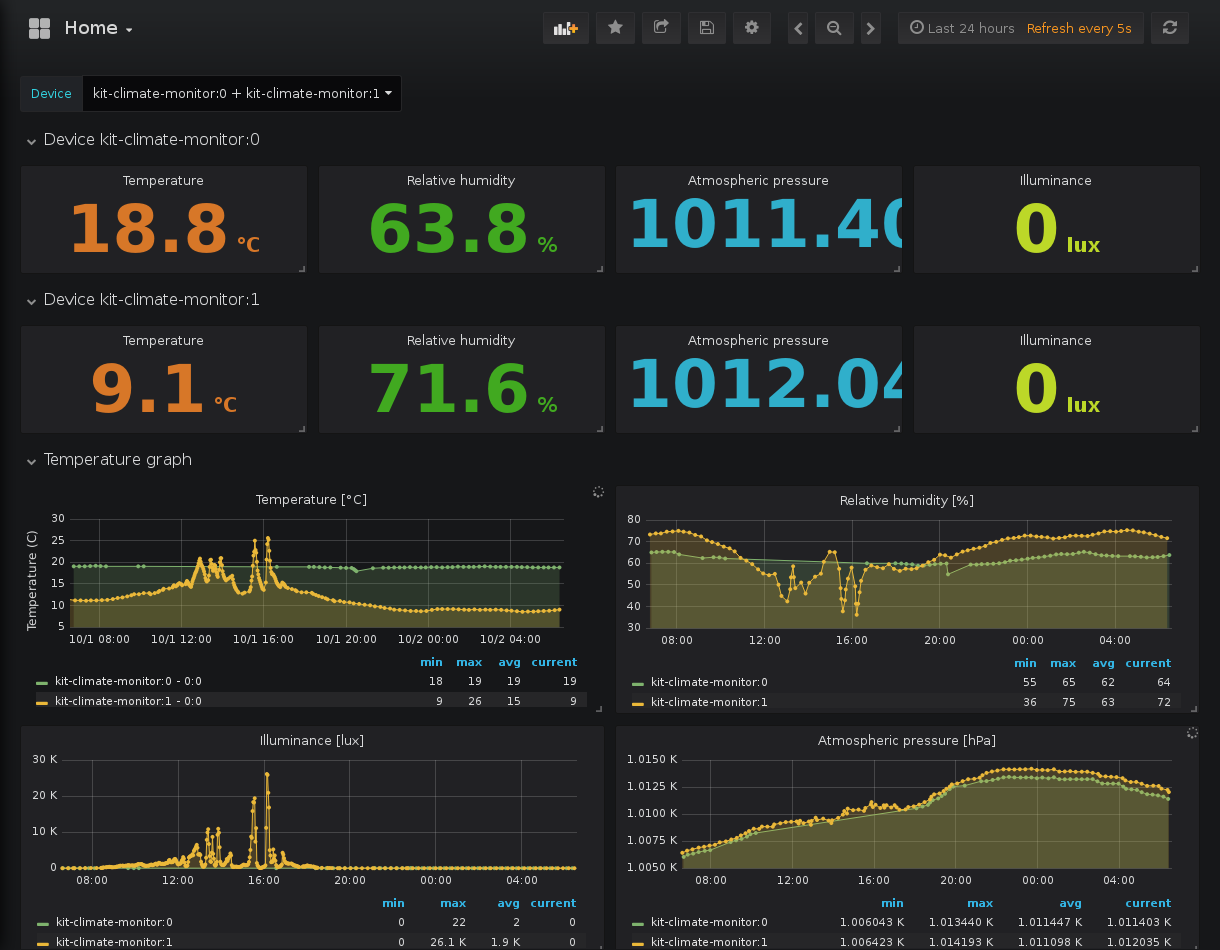 Home
Last 24 hours Refresh every 5s
Device kit-climate-monitor:0 + kit-climate-monitor:1
Device kit-climate-monitor:0
Temperature Relative humidity Atmospheric pressure Illuminance
18.8 °C 63.8 % 1011.40 0 lux
Device kit-climate-monitor:1
Temperature Relative humidity Atmospheric pressure Illuminance
9.1 °C 71.6 % 1012.04 0 lux
Temperature graph
Temperature [°C]
Temperature (C)
30
25
20
15
10
5
10/1 08:00 10/1 12:00 10/1 16:00 10/1 20:00 10/2 00:00 10/2 04:00
min max avg current
kit-climate-monitor:0 - 0:0 18 19 19 19
kit-climate-monitor:1 - 0:0 9 26 15 9
Relative humidity [%]
80
70
60
50
40
30
08:00 12:00 16:00 20:00 00:00 04:00
min max avg current
kit-climate-monitor:0 55 65 62 64
kit-climate-monitor:1 36 75 63 72
Illuminance [lux]
30 K
20 K
10 K
0
08:00 12:00 16:00 20:00 00:00 04:00
min max avg current
kit-climate-monitor:0 0 22 2 0
kit-climate-monitor:1 0 26.1 K 1.9 K 0
Atmospheric pressure [hPa]
1.0150 K
1.0125 K
1.0100 K
1.0075 K
1.0050 K
08:00 12:00 16:00 20:00 00:00 04:00
min max avg current
kit-climate-monitor:0 1.006043 K 1.013440 K 1.011447 K 1.011403 K
kit-climate-monitor:1 1.006423 K 1.014193 K 1.011098 K 1.012035 K